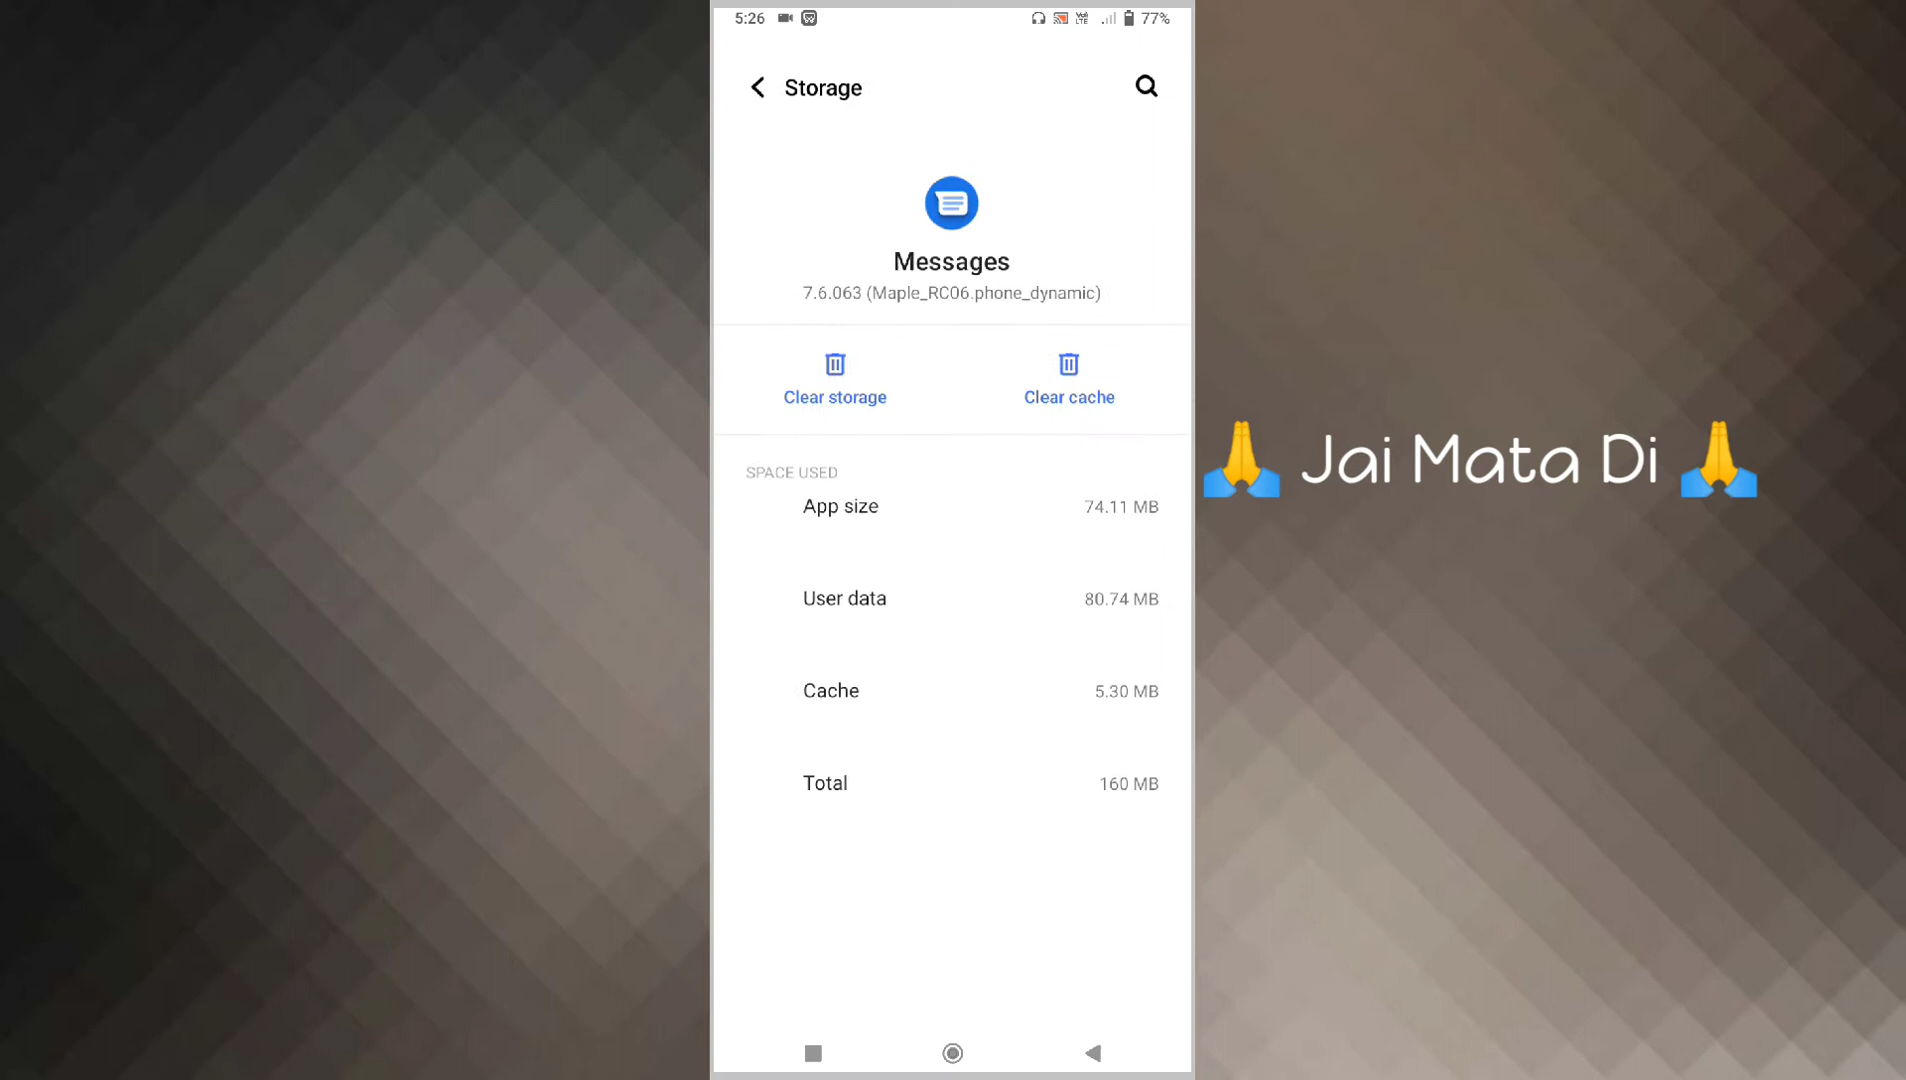 5:26
77%
Storage
Messages
7.6.063 (Maple_RC06.phone_dynamic)
Clear storage
Clear cache
SPACE USED
App size
74.11 MB
User data
80.74 MB
Cache
5.30 MB
Total
160 MB
🙏 Jai Mata Di 🙏